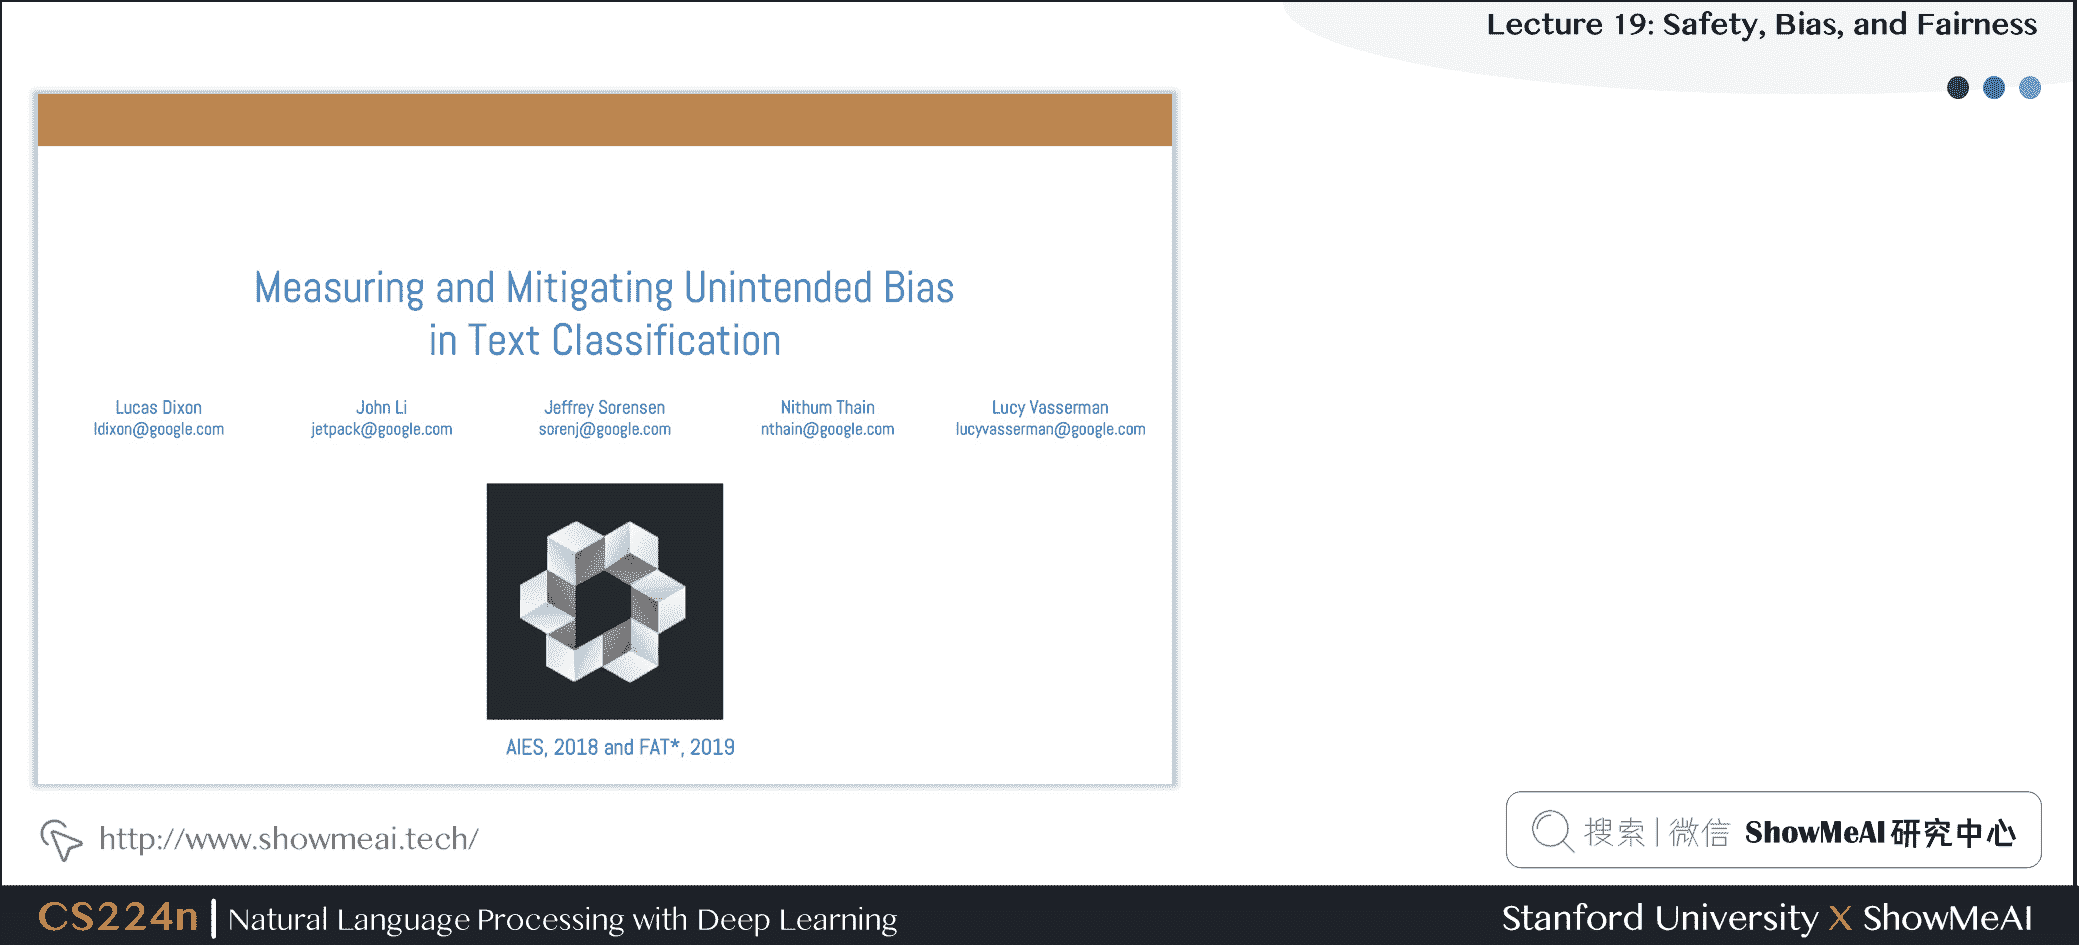 Lecture 19: Safety, Bias, and Fairness
Measuring and Mitigating Unintended Bias
in Text Classification
Lucas Dixon
ldixon@google.com
John Li
jetpack@google.com
Jeffrey Sorensen
sorenj@google.com
Nithum Thain
nthain@google.com
Lucy Vasserman
lucyvasserman@google.com
AIES, 2018 and FAT*, 2019
http://www.showmeai.tech/
搜索 | 微信 ShowMeAI 研究中心
CS224n | Natural Language Processing with Deep Learning
Stanford University X ShowMeAI